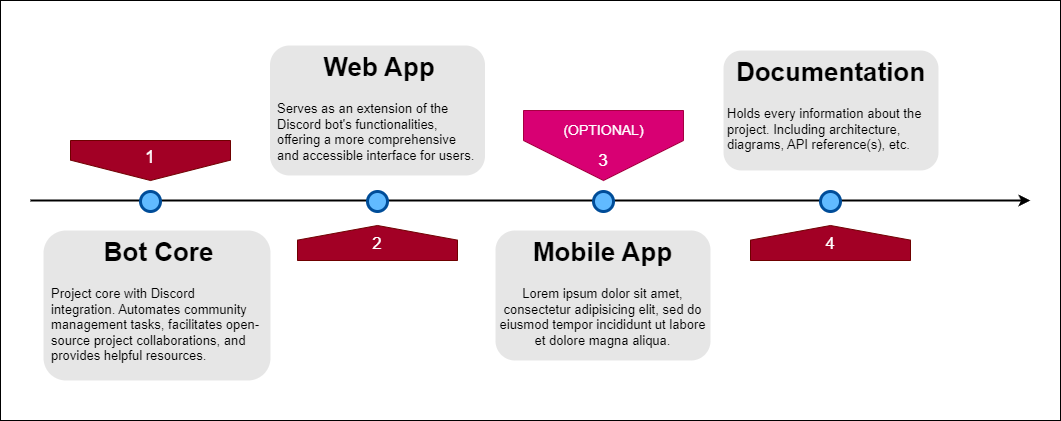 1
Bot Core
Project core with Discord
integration. Automates community
management tasks, facilitates open-
source project collaborations, and
provides helpful resources.
Web App
Serves as an extension of the
Discord bot's functionalities,
offering a more comprehensive
and accessible interface for users.
2
(OPTIONAL)
3
Mobile App
Lorem ipsum dolor sit amet,
consectetur adipisicing elit, sed do
eiusmod tempor incididunt ut labore
et dolore magna aliqua.
Documentation
Holds every information about the
project. Including architecture,
diagrams, API reference(s), etc.
4